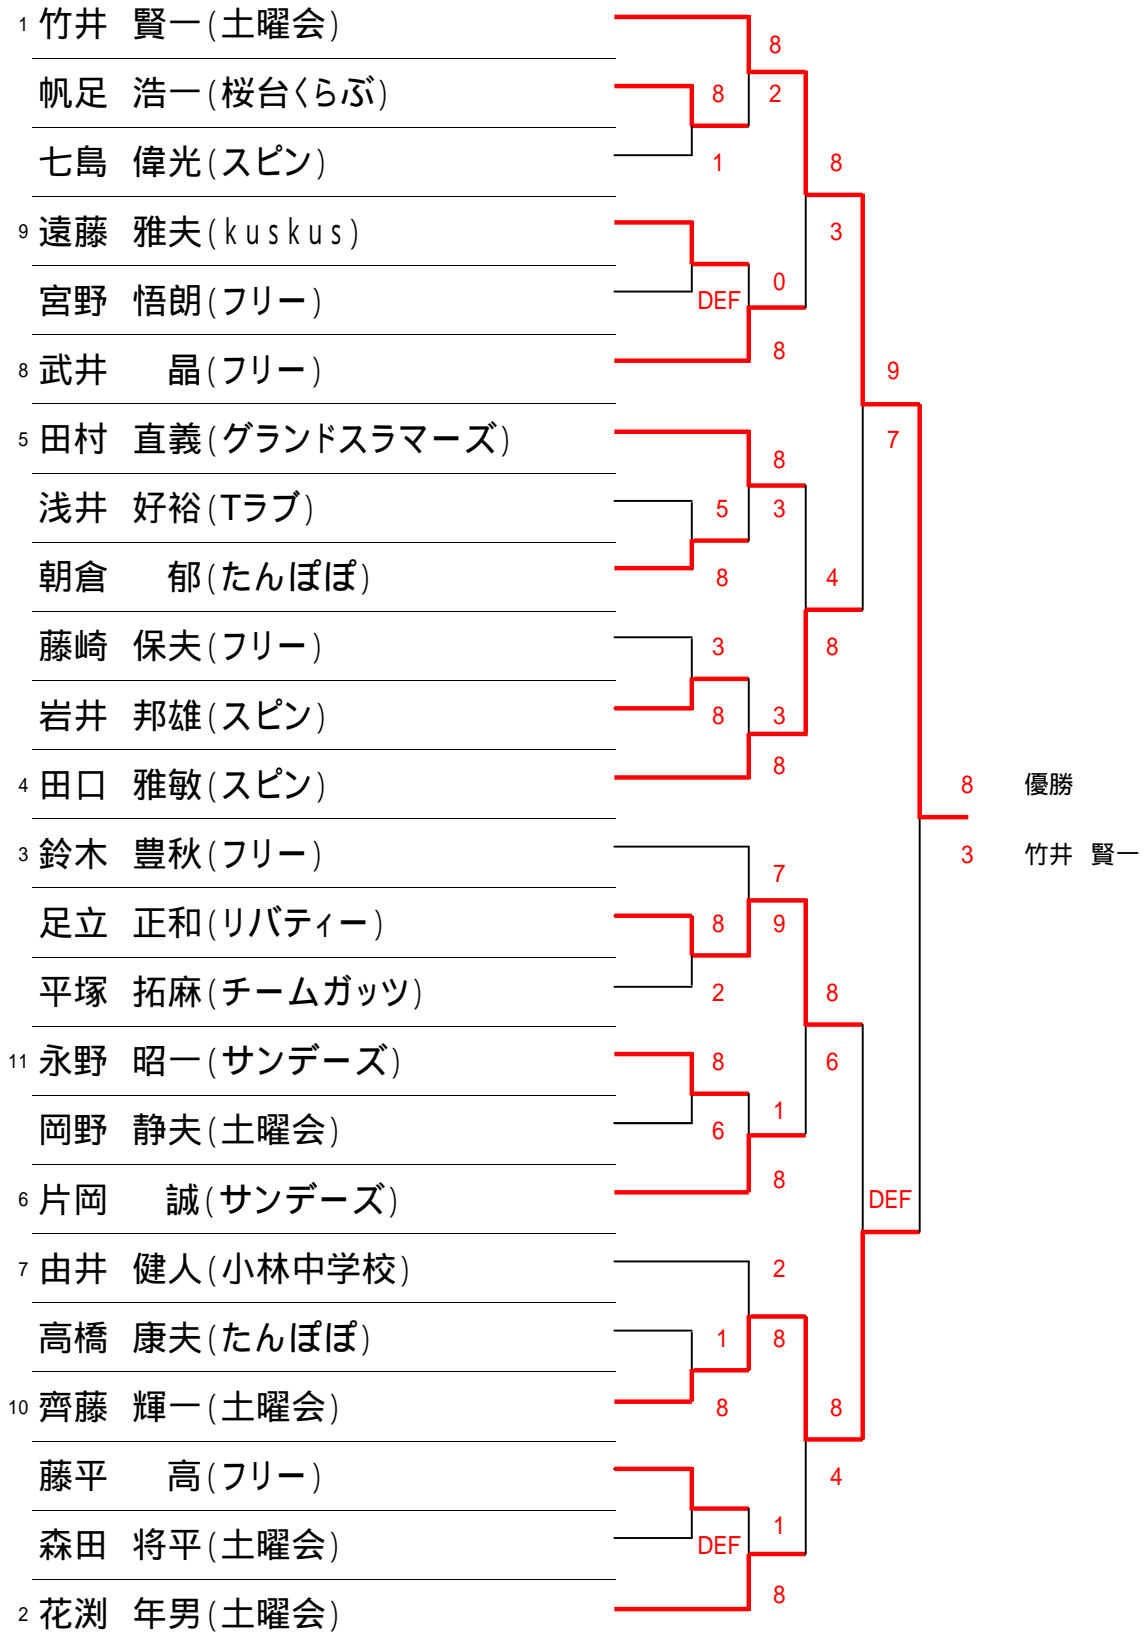 1 竹井 賢一(土曜会)
8
帆足 浩一(桜台くらぶ)
8 2
七島 偉光(スピン)
1 8
9 遠藤 雅夫(kuskus)
3
宮野 悟朗(フリー)
DEF 0
8 武井 晶(フリー)
8 9
5 田村 直義(グランドスラマーズ)
8 7
浅井 好裕(Tラブ)
5 3
朝倉 郁(たんぽぽ)
8 4
藤崎 保夫(フリー)
3 8
岩井 邦雄(スピン)
8 3
4 田口 雅敏(スピン)
8 8 優勝
3 鈴木 豊秋(フリー)
7 3 竹井 賢一
足立 正和(リバティー)
8 9
平塚 拓麻(チームガッツ)
2 8
11 永野 昭一(サンデーズ)
8 6
岡野 静夫(土曜会)
6 1
6 片岡 誠(サンデーズ)
8 DEF
7 由井 健人(小林中学校)
2
高橋 康夫(たんぽぽ)
1 8
10 齊藤 輝一(土曜会)
8 8
藤平 高(フリー)
4
森田 将平(土曜会)
DEF 1
2 花渕 年男(土曜会)
8